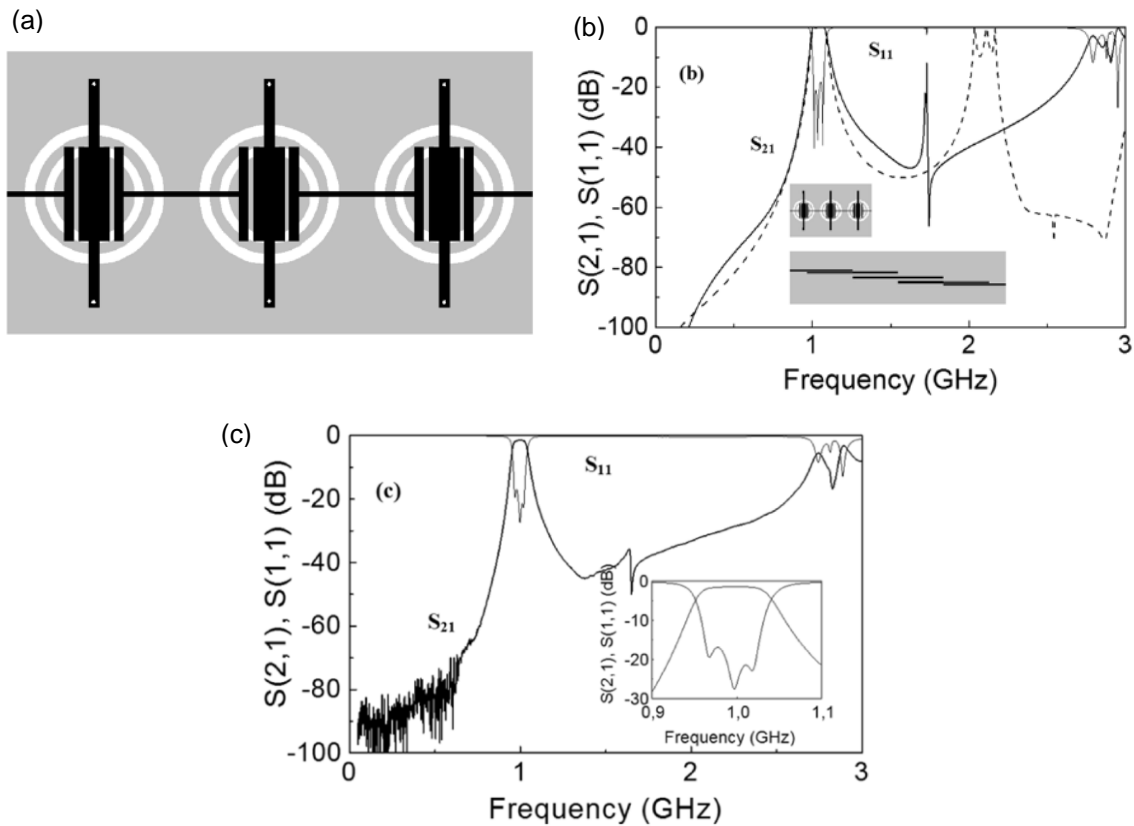 (a)
(b)
S(2,1), S(1,1) (dB)
0
-20
-40
-60
-80
-100
(b)
S₁₁
S₂₁
0
1
2
3
Frequency (GHz)
(c)
S(2,1), S(1,1) (dB)
0
-20
-40
-60
-80
-100
(c)
S₁₁
S₂₁
S(2,1), S(1,1) (dB)
0
-10
-20
-30
0,9
1,0
1,1
Frequency (GHz)
0
1
2
3
Frequency (GHz)